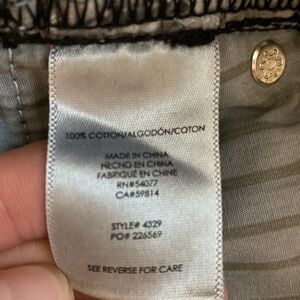 100% COTTON/ALGODÓN/COTON
MADE IN CHINA
HECHO EN CHINA
FABRIQUÉ EN CHINE
RN#54077
CA#59814
STYLE# 4329
PO# 226569
SEE REVERSE FOR CARE